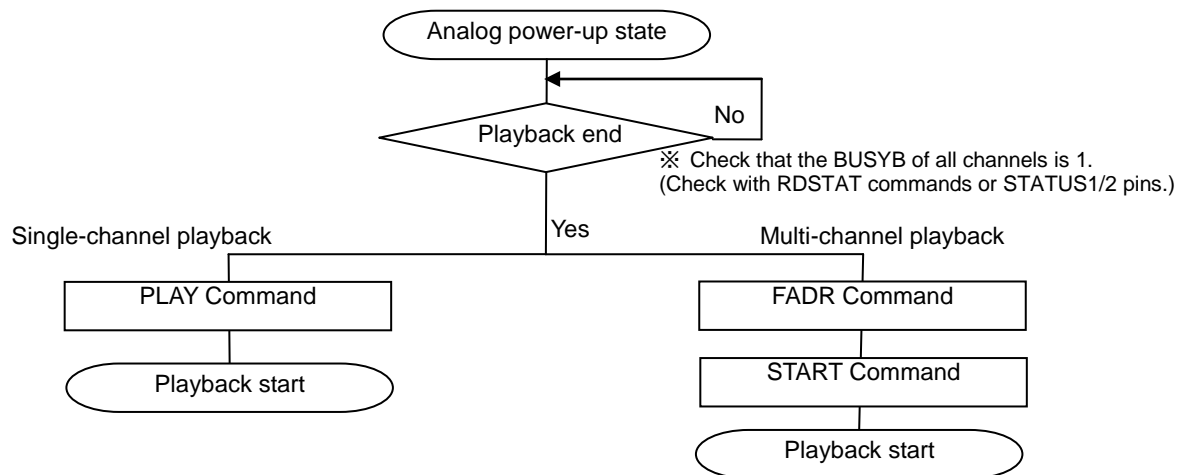 Analog power-up state
No
Playback end
※ Check that the BUSYB of all channels is 1.
(Check with RDSTAT commands or STATUS1/2 pins.)
Yes
Single-channel playback
Multi-channel playback
PLAY Command
FADR Command
Playback start
START Command
Playback start